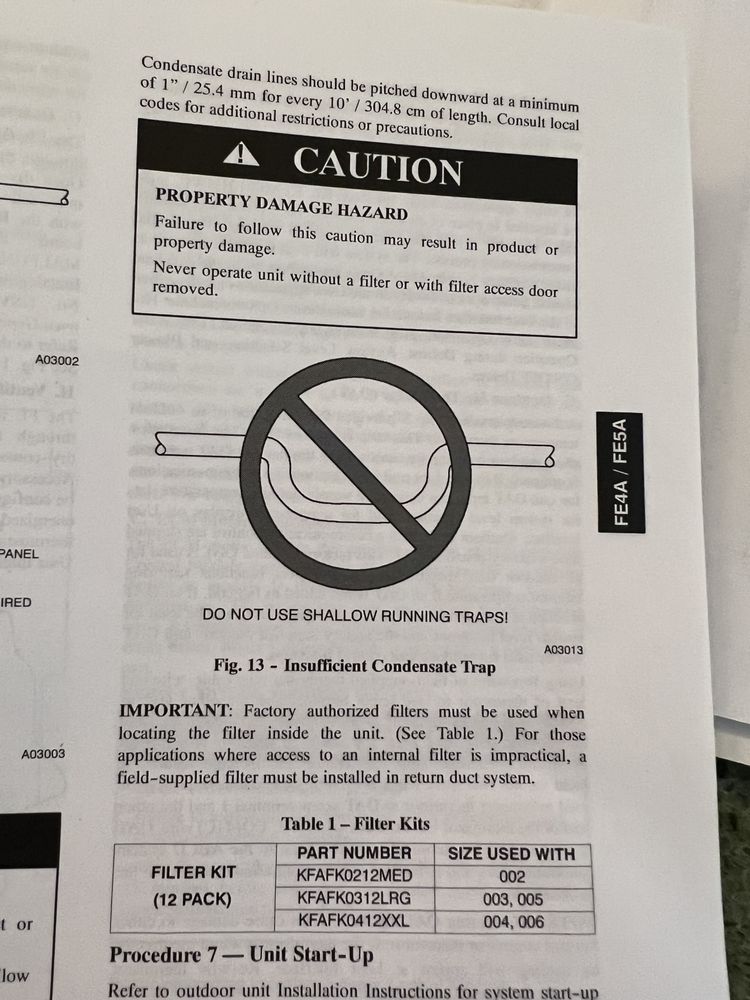 Condensate drain lines should be pitched downward at a minimum
of 1” / 25.4 mm for every 10’ / 304.8 cm of length. Consult local
codes for additional restrictions or precautions.
CAUTION
PROPERTY DAMAGE HAZARD
Failure to follow this caution may result in product or
property damage.
Never operate unit without a filter or with filter access door
removed.
A03002
FE4A / FE5A
PANEL
IRED
DO NOT USE SHALLOW RUNNING TRAPS!
A03013
Fig. 13 - Insufficient Condensate Trap
IMPORTANT: Factory authorized filters must be used when
locating the filter inside the unit. (See Table 1.) For those
applications where access to an internal filter is impractical, a
field-supplied filter must be installed in return duct system.
A03003
Table 1 – Filter Kits
FILTER KIT
(12 PACK)
PART NUMBER SIZE USED WITH
KFAFK0212MED 002
KFAFK0312LRG 003, 005
KFAFK0412XXL 004, 006
t or
low
Procedure 7 — Unit Start-Up
Refer to outdoor unit Installation Instructions for system start-up